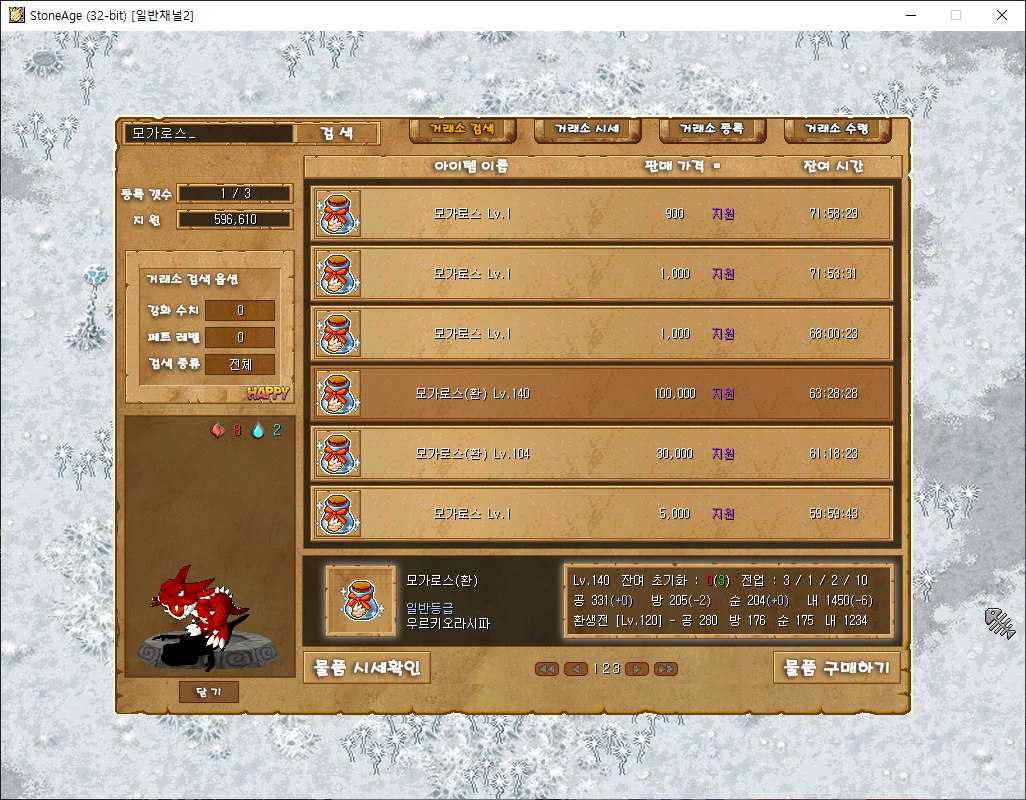 StoneAge (32-bit) [일반채널2]
모가로스_ 검색
거래소 검색 거래소 시세 거래소 등록 거래소 수령
아이템 이름 판매 가격 잔여 시간
등록 갯수 1 / 3
지원 596,610
모가로스 Lv.1 900 지원 71:58:29
모가로스 Lv.1 1,000 지원 71:53:31
모가로스 Lv.1 1,000 지원 68:00:23
모가로스(환) Lv.140 100,000 지원 63:28:28
모가로스(환) Lv.104 30,000 지원 61:18:23
모가로스 Lv.1 5,000 지원 59:59:43
거래소 검색 옵션
강화 수치 0
페트 레벨 0
검색 종류 전체
HAPPY
8 2
모가로스(환)
일반등급
우르키오라시파
Lv.140 잔여 초기화 : 0(3) 전업 : 3 / 1 / 2 / 10
공 331(+0) 방 205(-2) 순 204(+0) 내 1450(-6)
환생전 [Lv.120] - 공 280 방 176 순 175 내 1234
물품 시세확인 1 2 3 물품 구매하기
닫기